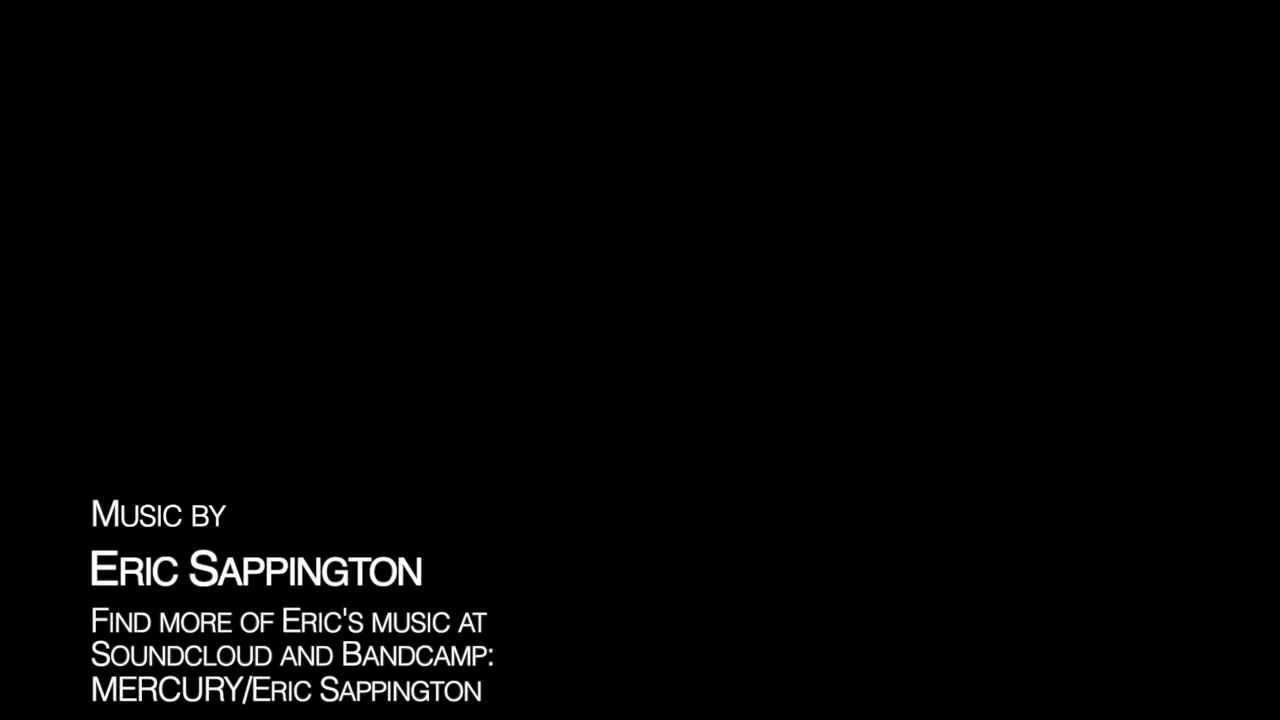 Music by
Eric Sappington
Find more of Eric's music at
Soundcloud and Bandcamp:
MERCURY/Eric Sappington